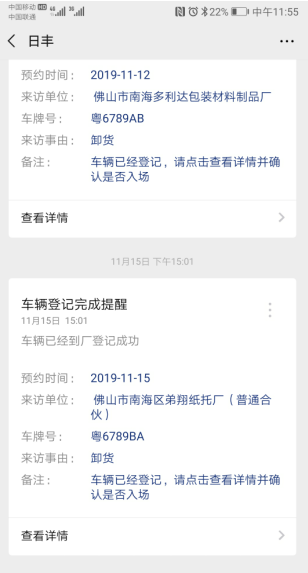 中国移动 HD 46 3G
中国联通
22% 中午11:55
日丰
预约时间： 2019-11-12
来访单位： 佛山市南海多利达包装材料制品厂
车牌号： 粤6789AB
来访事由： 卸货
备注： 车辆已经登记，请点击查看详情并确
认是否入场
查看详情
11月15日 下午15:01
车辆登记完成提醒
11月15日 15:01
车辆已经到厂登记成功
预约时间： 2019-11-15
来访单位： 佛山市南海区弟翔纸托厂（普通合
伙）
车牌号： 粤6789BA
来访事由： 卸货
备注： 车辆已经登记，请点击查看详情并确
认是否入场
查看详情